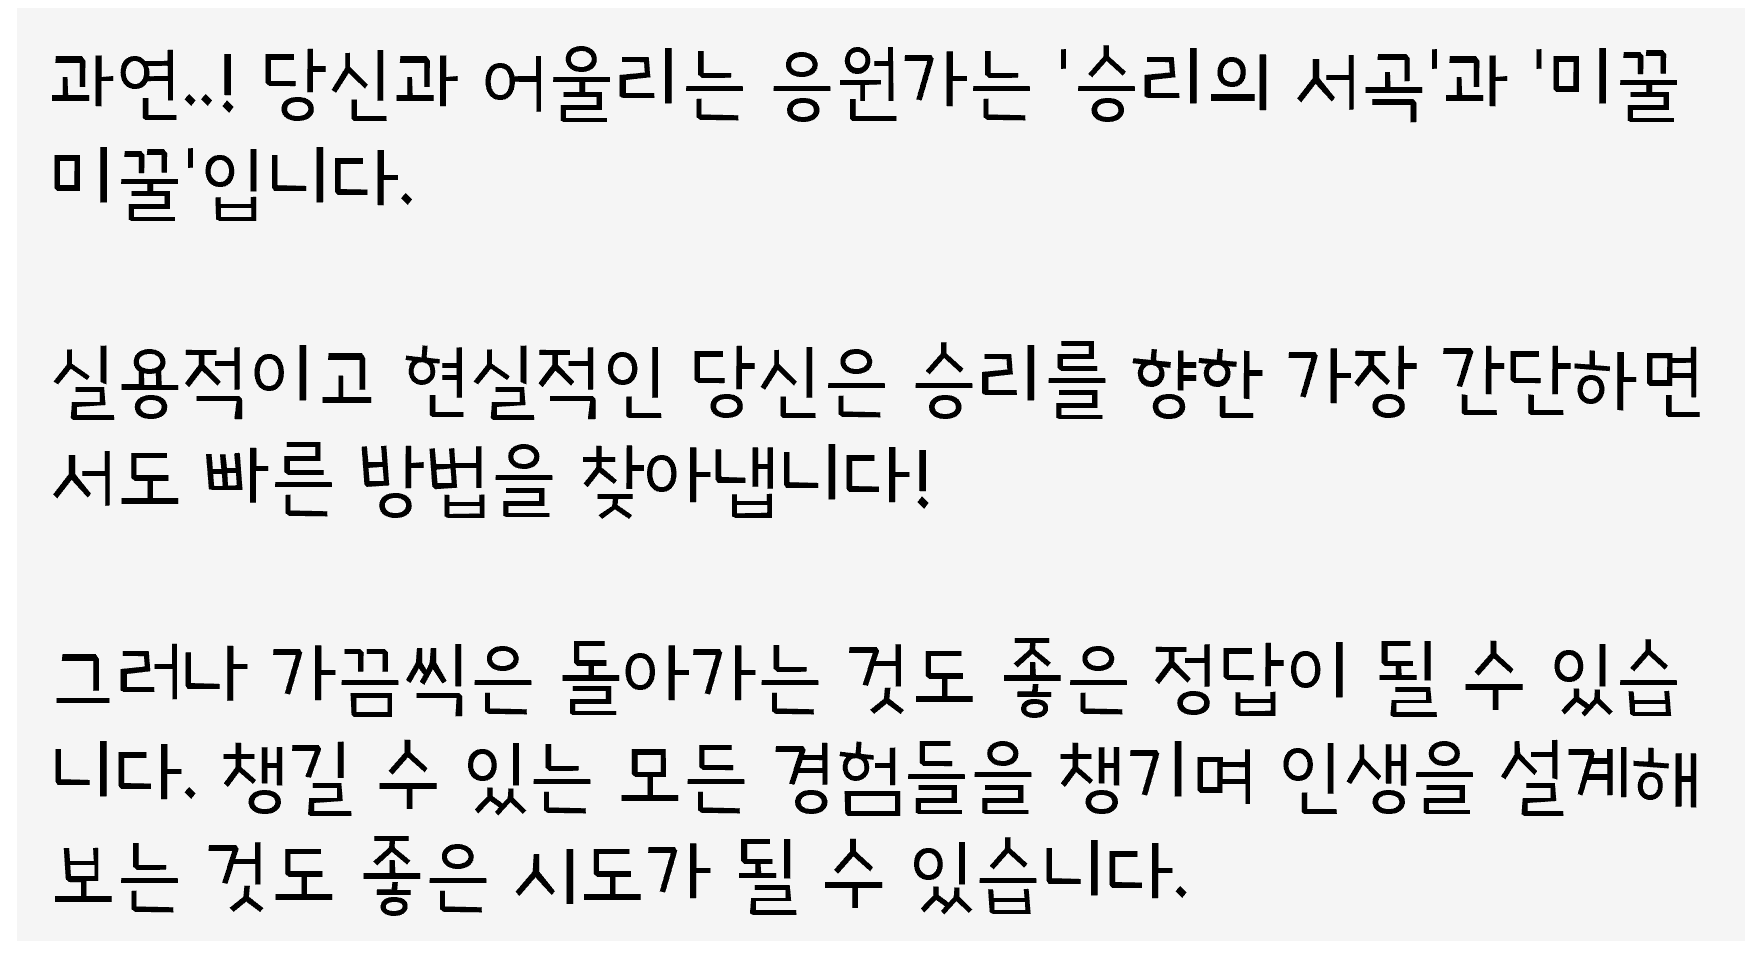 과연..! 당신과 어울리는 응원가는 '승리의 서곡'과 '미꿀
미꿀'입니다.
실용적이고 현실적인 당신은 승리를 향한 가장 간단하면
서도 빠른 방법을 찾아냅니다!
그러나 가끔씩은 돌아가는 것도 좋은 정답이 될 수 있습
니다. 챙길 수 있는 모든 경험들을 챙기며 인생을 설계해
보는 것도 좋은 시도가 될 수 있습니다.